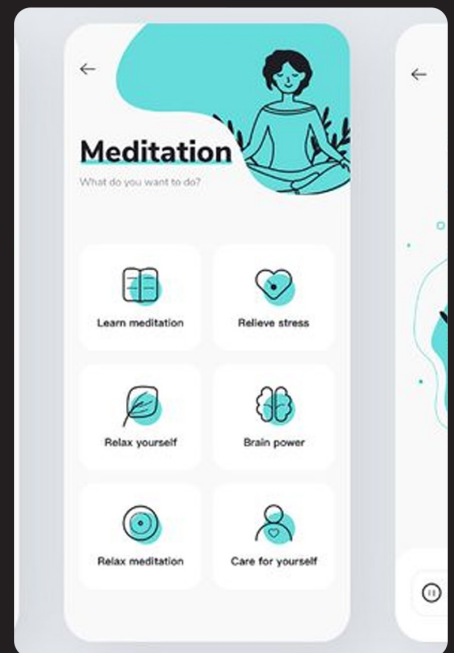 Meditation
What do you want to do?
Learn meditation
Relieve stress
Relax yourself
Brain power
Relax meditation
Care for yourself